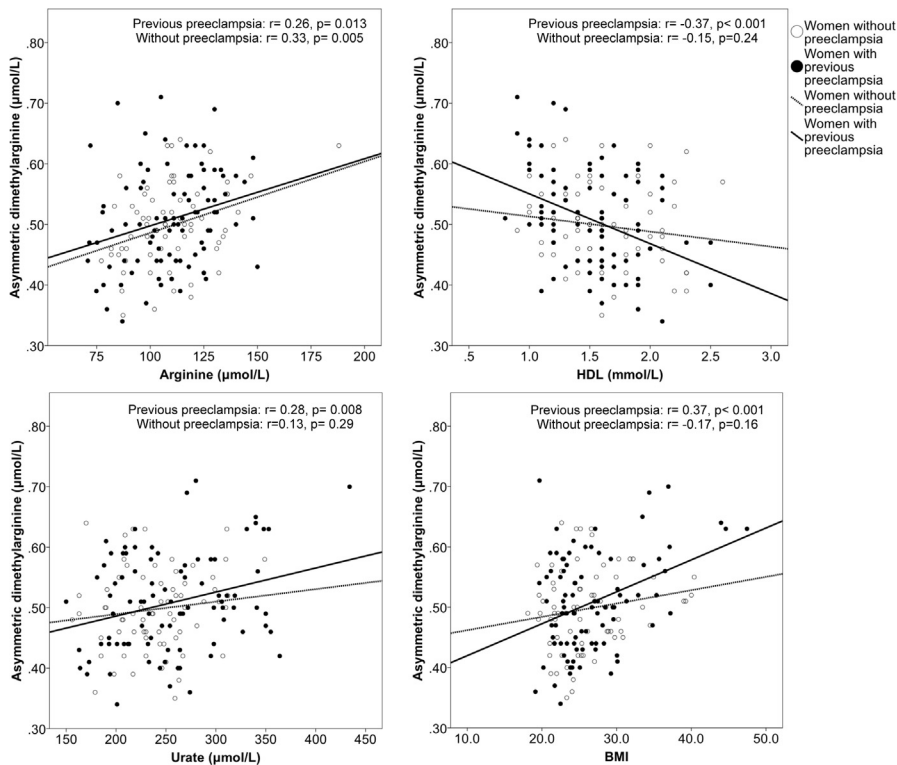 Previous preeclampsia: r= 0.26, p= 0.013
Without preeclampsia: r= 0.33, p= 0.005
.80
.70
.60
.50
.40
.30
75 100 125 150 175 200
Asymmetric dimethylarginine (µmol/L)
Arginine (µmol/L)
Previous preeclampsia: r= -0.37, p< 0.001
Without preeclampsia: r= -0.15, p=0.24
.80
.70
.60
.50
.40
.30
.5 1.0 1.5 2.0 2.5 3.0
Asymmetric dimethylarginine (µmol/L)
HDL (mmol/L)
Women without
preeclampsia
Women with
previous
preeclampsia
Women without
preeclampsia
Women with
previous
preeclampsia
Previous preeclampsia: r= 0.28, p= 0.008
Without preeclampsia: r=0.13, p= 0.29
.80
.70
.60
.50
.40
.30
150 200 250 300 350 400 450
Asymmetric dimethylarginine (µmol/L)
Urate (µmol/L)
Previous preeclampsia: r= 0.37, p< 0.001
Without preeclampsia: r= -0.17, p=0.16
.80
.70
.60
.50
.40
.30
10.0 20.0 30.0 40.0 50.0
Asymmetric dimethylarginine (µmol/L)
BMI